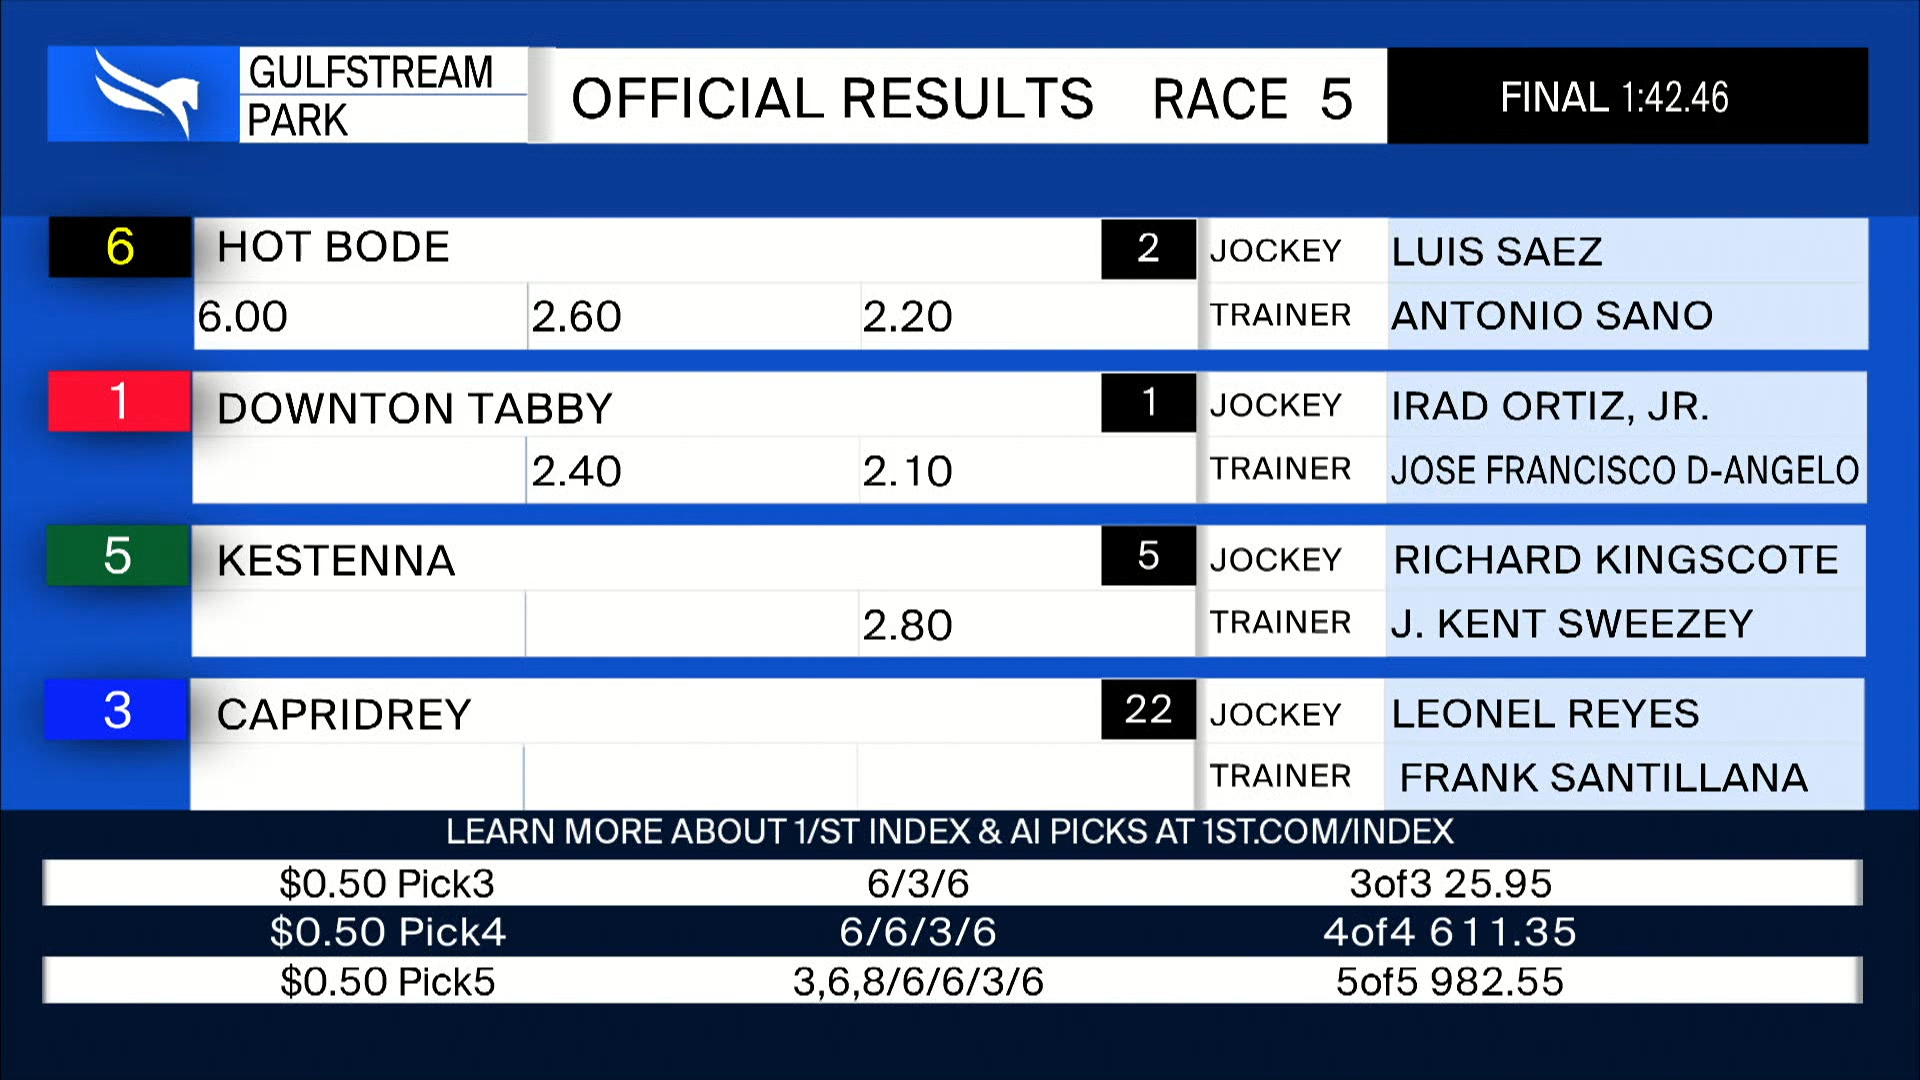 GULFSTREAM
PARK
OFFICIAL RESULTS RACE 5
FINAL 1:42.46
6 HOT BODE 2 JOCKEY LUIS SAEZ
6.00 2.60 2.20 TRAINER ANTONIO SANO
1 DOWNTON TABBY 1 JOCKEY IRAD ORTIZ, JR.
2.40 2.10 TRAINER JOSE FRANCISCO D-ANGELO
5 KESTENNA 5 JOCKEY RICHARD KINGSCOTE
2.80 TRAINER J. KENT SWEEZEY
3 CAPRIDREY 22 JOCKEY LEONEL REYES
TRAINER FRANK SANTILLANA
LEARN MORE ABOUT 1/ST INDEX & AI PICKS AT 1ST.COM/INDEX
$0.50 Pick3 6/3/6 3of3 25.95
$0.50 Pick4 6/6/3/6 4of4 611.35
$0.50 Pick5 3,6,8/6/6/3/6 5of5 982.55